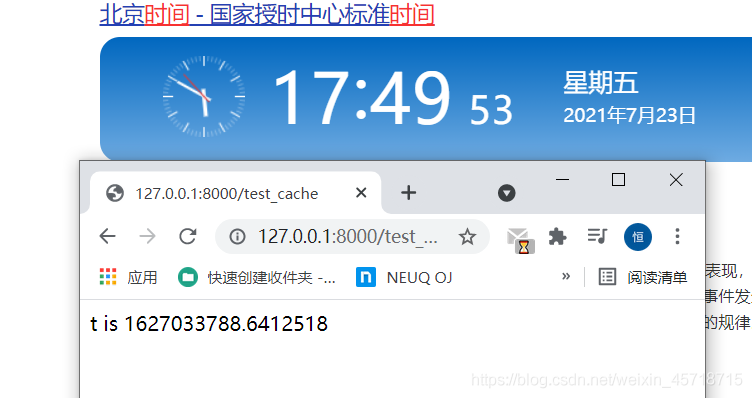 北京时间 - 国家授时中心标准时间
17:49 53
星期五
2021年7月23日
127.0.0.1:8000/test_cache
127.0.0.1:8000/test_...
恒
应用
快速创建收件夹 -...
n
NEUQ OJ
»
阅读清单
t is 1627033788.6412518
表现，
事件发
的规律
https://blog.csdn.net/weixin_45718715